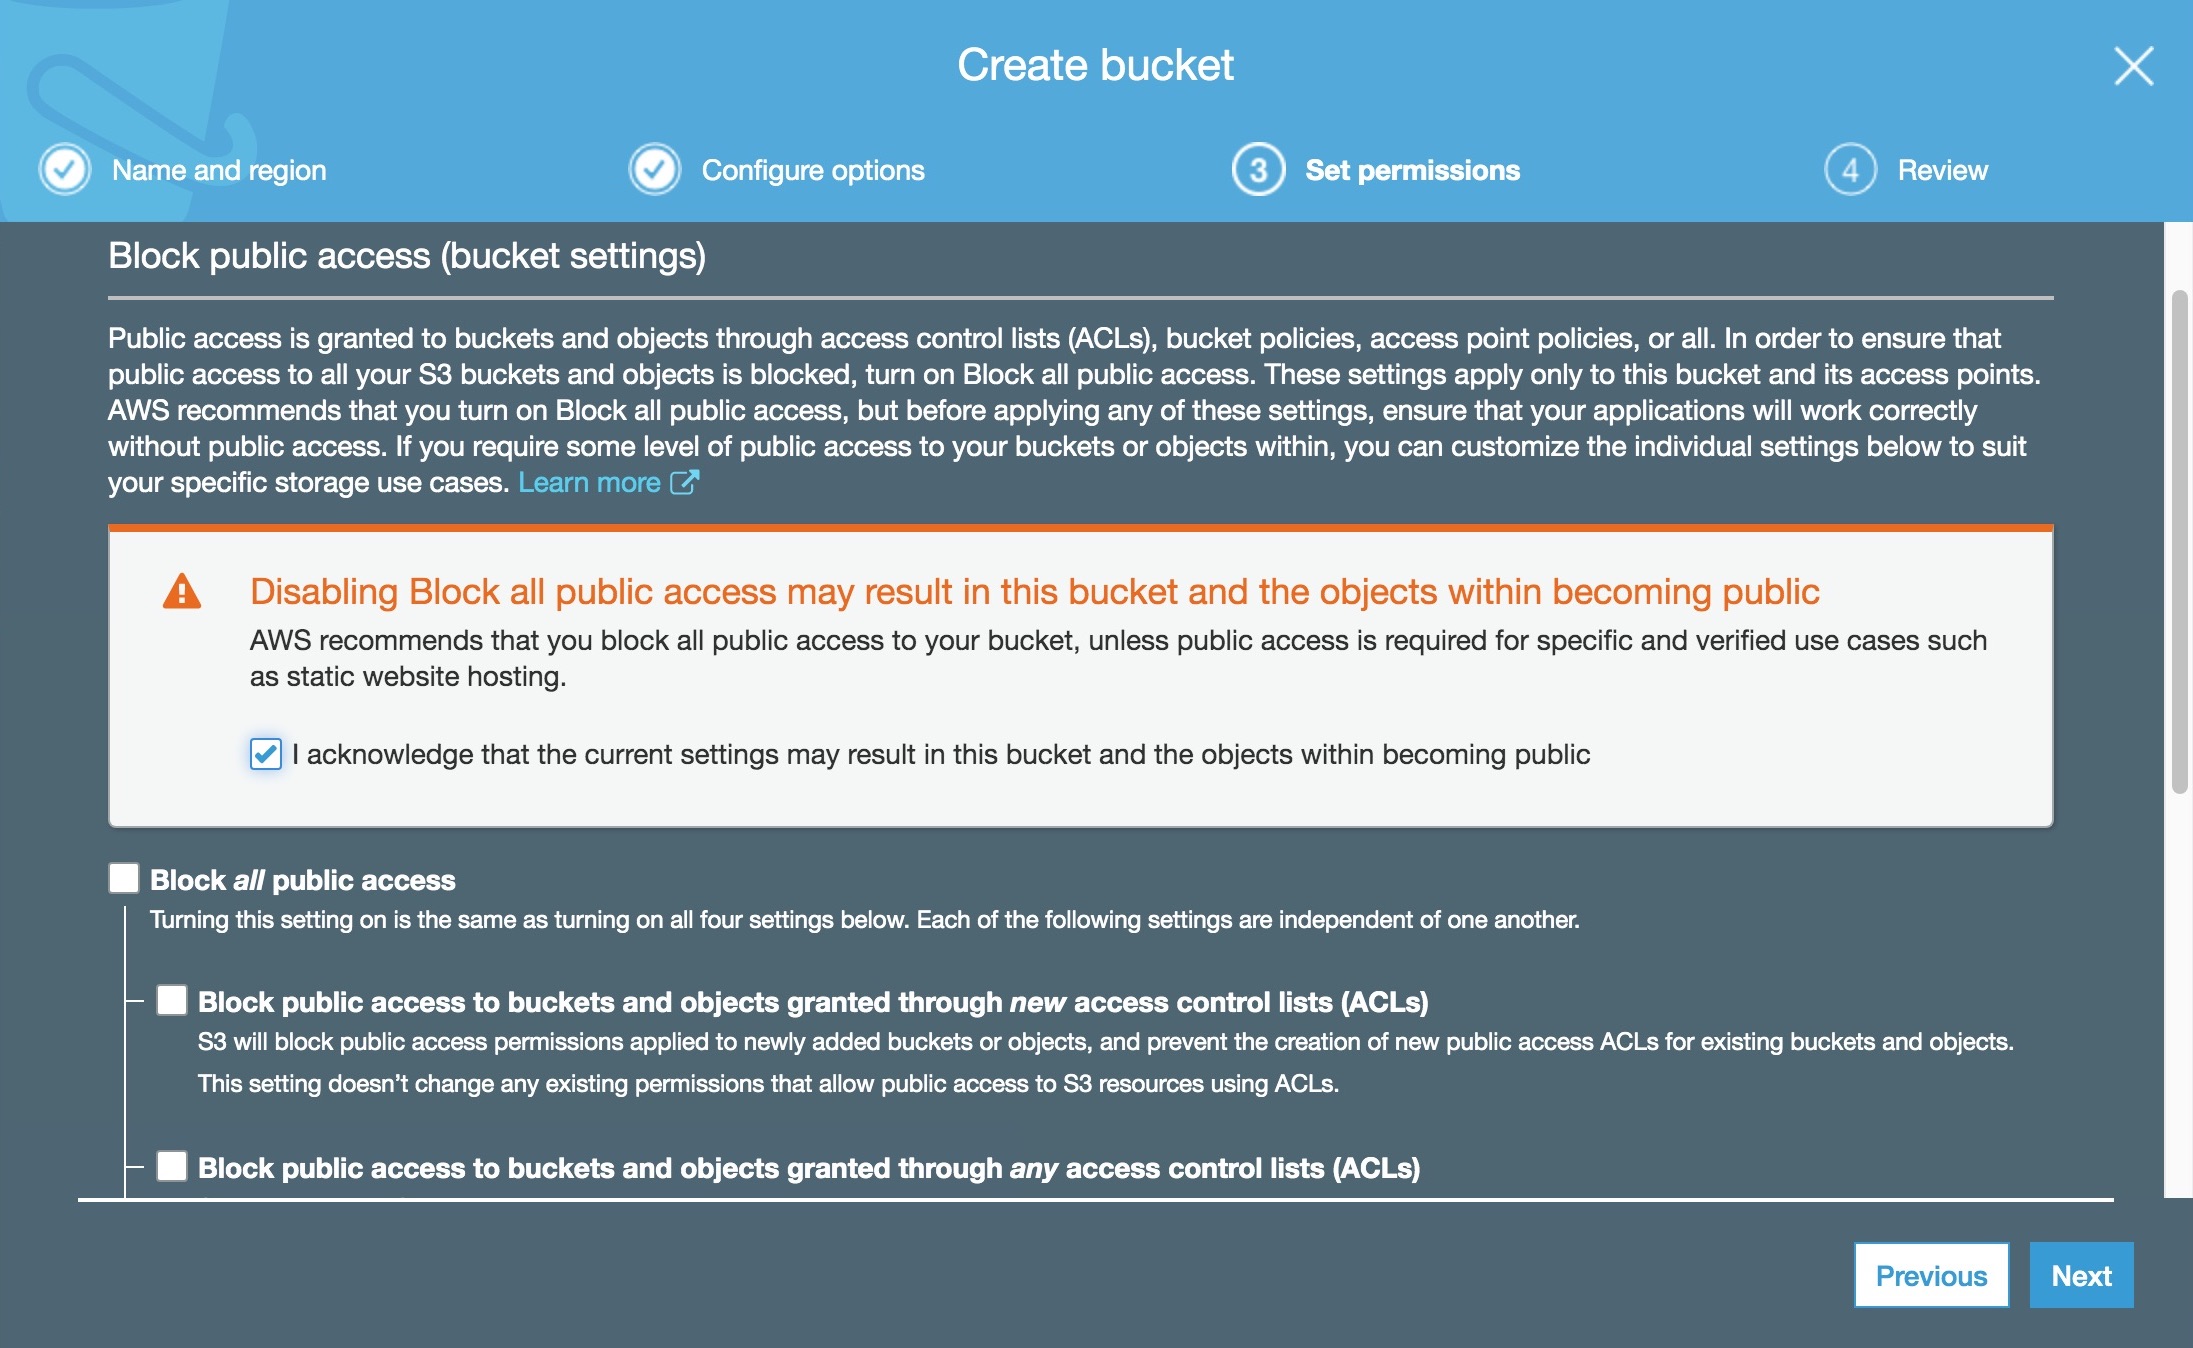 Create bucket
Name and region
Configure options
3 Set permissions
4 Review
Block public access (bucket settings)
Public access is granted to buckets and objects through access control lists (ACLs), bucket policies, access point policies, or all. In order to ensure that
public access to all your S3 buckets and objects is blocked, turn on Block all public access. These settings apply only to this bucket and its access points.
AWS recommends that you turn on Block all public access, but before applying any of these settings, ensure that your applications will work correctly
without public access. If you require some level of public access to your buckets or objects within, you can customize the individual settings below to suit
your specific storage use cases. Learn more
Disabling Block all public access may result in this bucket and the objects within becoming public
AWS recommends that you block all public access to your bucket, unless public access is required for specific and verified use cases such
as static website hosting.
I acknowledge that the current settings may result in this bucket and the objects within becoming public
Block all public access
Turning this setting on is the same as turning on all four settings below. Each of the following settings are independent of one another.
Block public access to buckets and objects granted through new access control lists (ACLs)
S3 will block public access permissions applied to newly added buckets or objects, and prevent the creation of new public access ACLs for existing buckets and objects.
This setting doesn’t change any existing permissions that allow public access to S3 resources using ACLs.
Block public access to buckets and objects granted through any access control lists (ACLs)
Previous
Next